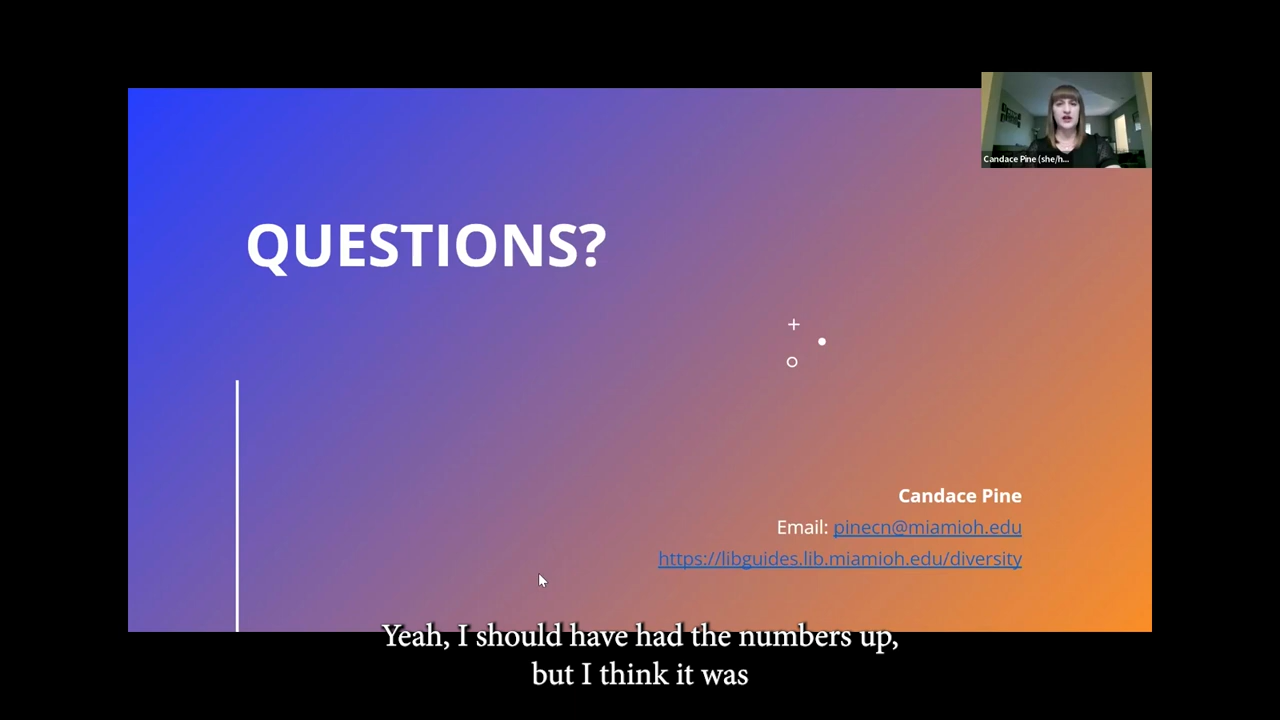 Candace Pine (she/h...
QUESTIONS?
Candace Pine
Email: pinecn@miamioh.edu
https://libguides.lib.miamioh.edu/diversity
Yeah, I should have had the numbers up,
but I think it was